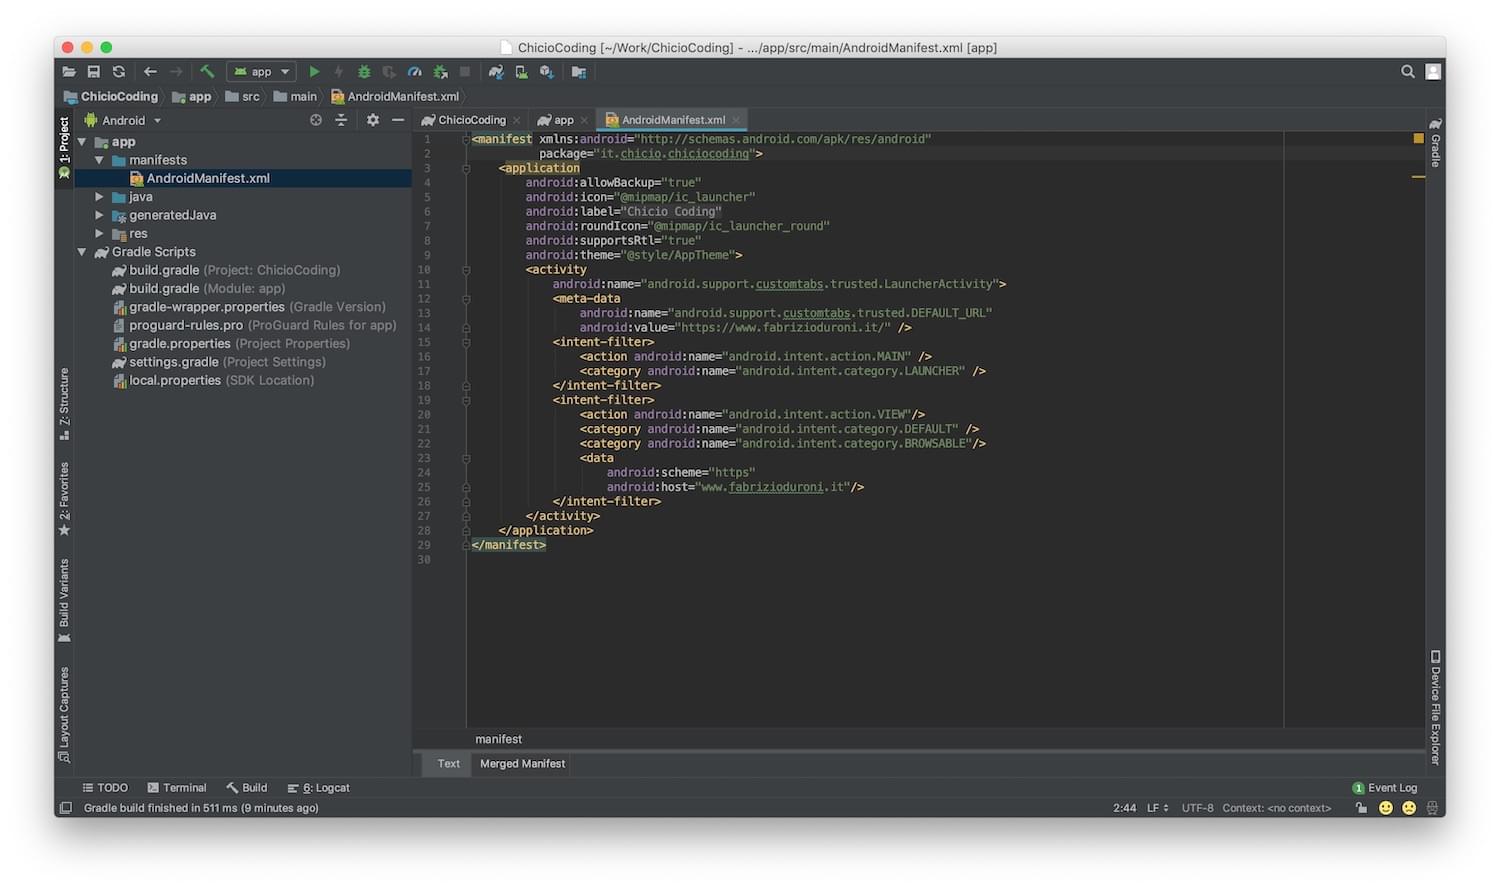 ChicioCoding [~/Work/ChicioCoding] - .../app/src/main/AndroidManifest.xml [app]
app
ChicioCoding app src main AndroidManifest.xml
1: Project
Z: Structure
2: Favorites
Build Variants
Layout Captures
Android
app
manifests
AndroidManifest.xml
java
generatedJava
res
Gradle Scripts
build.gradle (Project: ChicioCoding)
build.gradle (Module: app)
gradle-wrapper.properties (Gradle Version)
proguard-rules.pro (ProGuard Rules for app)
gradle.properties (Project Properties)
settings.gradle (Project Settings)
local.properties (SDK Location)
ChicioCoding app AndroidManifest.xml
1 <manifest xmlns:android="http://schemas.android.com/apk/res/android"
2 package="it.chicio.chiciocoding">
3 <application
4 android:allowBackup="true"
5 android:icon="@mipmap/ic_launcher"
6 android:label="Chicio Coding"
7 android:roundIcon="@mipmap/ic_launcher_round"
8 android:supportsRtl="true"
9 android:theme="@style/AppTheme">
10 <activity
11 android:name="android.support.customtabs.trusted.LauncherActivity">
12 <meta-data
13 android:name="android.support.customtabs.trusted.DEFAULT_URL"
14 android:value="https://www.fabrizioduroni.it/" />
15 <intent-filter>
16 <action android:name="android.intent.action.MAIN" />
17 <category android:name="android.intent.category.LAUNCHER" />
18 </intent-filter>
19 <intent-filter>
20 <action android:name="android.intent.action.VIEW"/>
21 <category android:name="android.intent.category.DEFAULT" />
22 <category android:name="android.intent.category.BROWSABLE"/>
23 <data
24 android:scheme="https"
25 android:host="www.fabrizioduroni.it"/>
26 </intent-filter>
27 </activity>
28 </application>
29 </manifest>
30
manifest
Text Merged Manifest
Gradle
Device File Explorer
TODO Terminal Build 6: Logcat 1 Event Log
Gradle build finished in 511 ms (9 minutes ago) 2:44 LF UTF-8 Context: <no context>